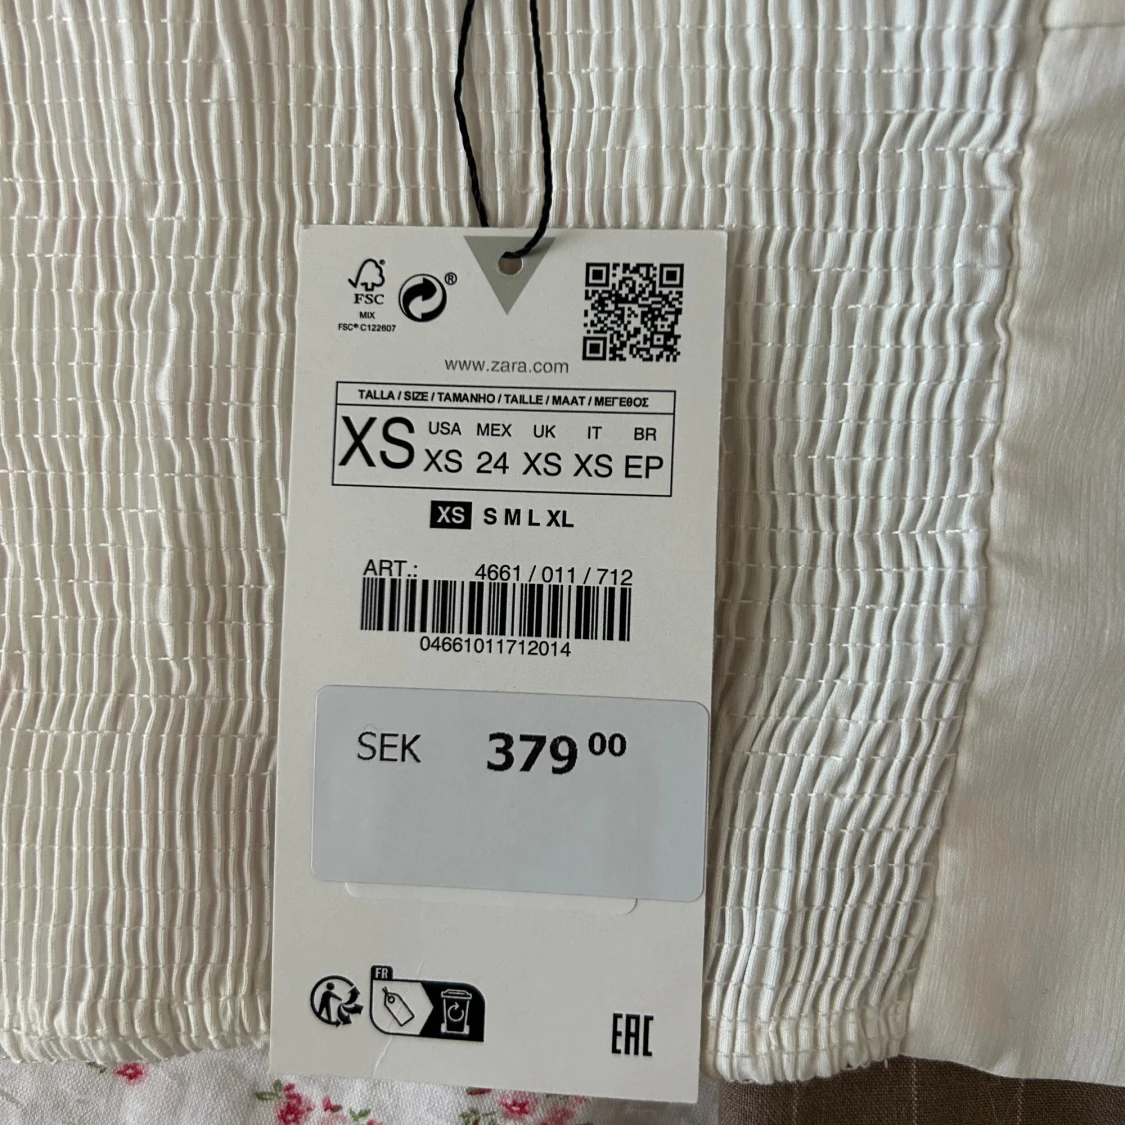 FSC
MIX
FSC® C122607
®
www.zara.com
TALLA / SIZE / TAMANHO / TAILLE / MAAT / ΜΕΓΕΘΟΣ
XS
USA MEX UK IT BR
XS 24 XS XS EP
XS S M L XL
ART.: 4661 / 011 / 712
04661011712014
SEK 379 00
FR
EAC